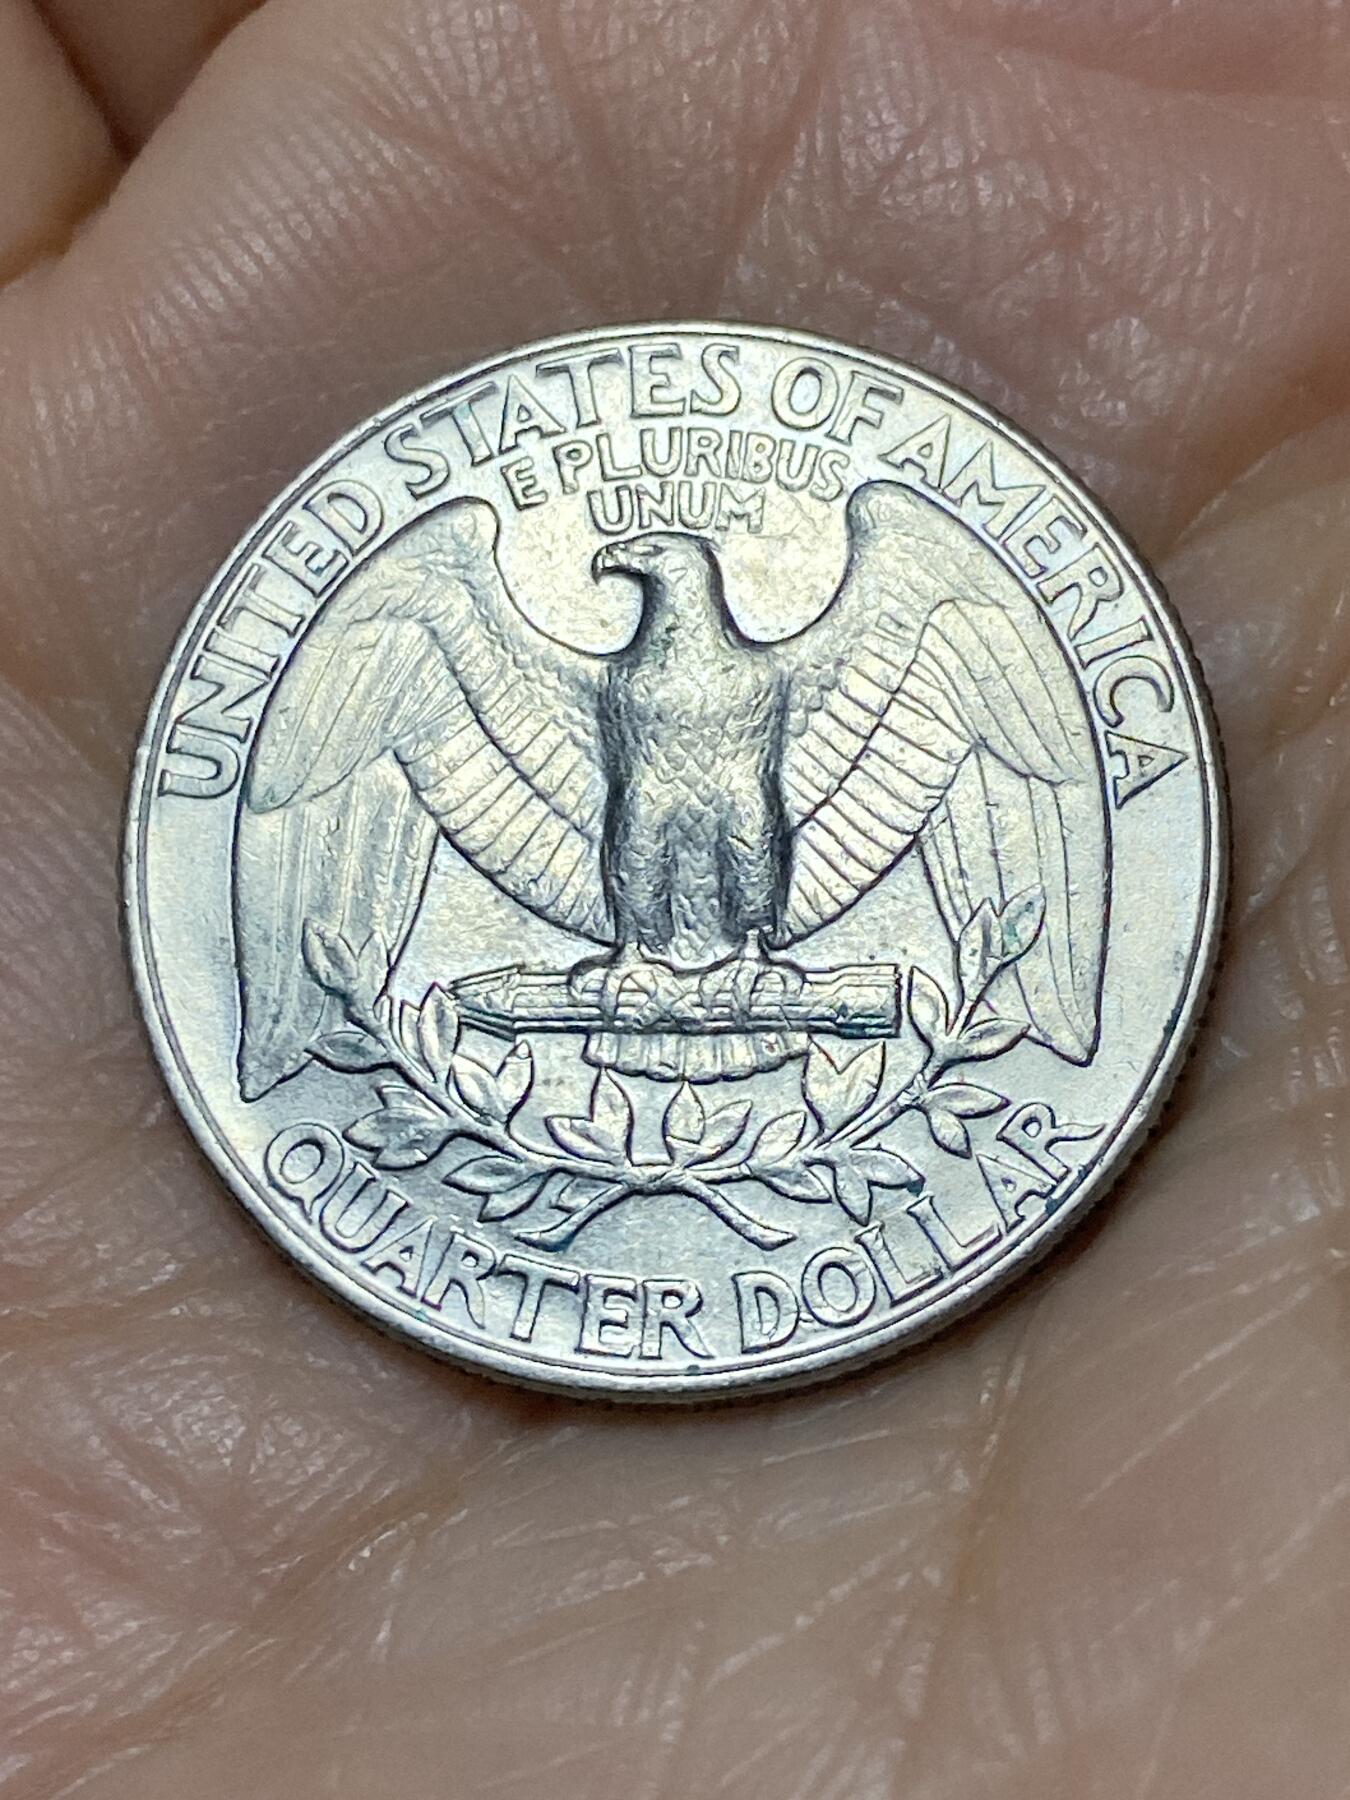 UNITED STATES OF AMERICA
E PLURIBUS
UNUM
QUARTER DOLLAR